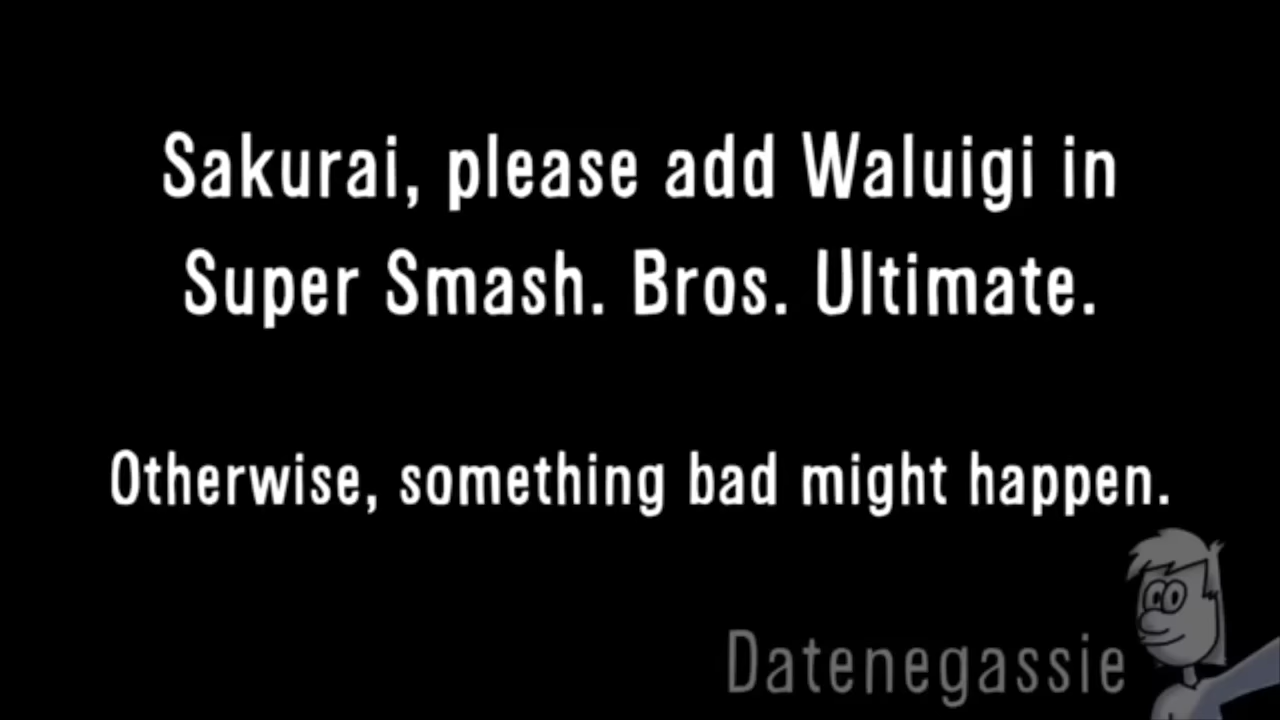 Sakurai, please add Waluigi in
Super Smash. Bros. Ultimate.
Otherwise, something bad might happen.
Datenegassie